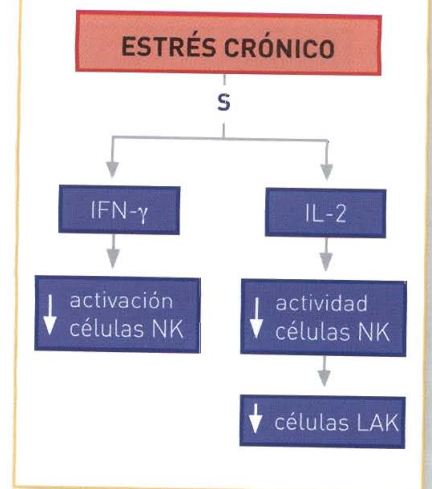 ESTRÉS CRÓNICO
S
IFN-γ
IL-2
↓ activación
células NK
↓ actividad
células NK
↓ células LAK